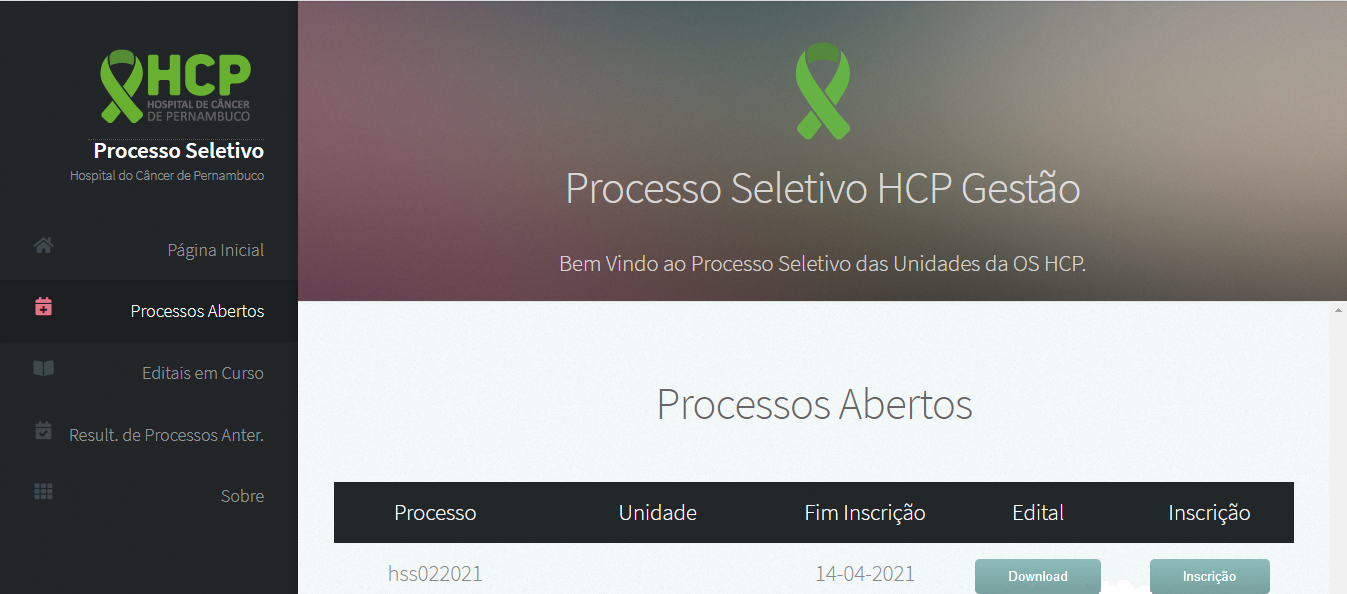 HCP
HOSPITAL DE CÂNCER
DE PERNAMBUCO
Processo Seletivo
Hospital do Câncer de Pernambuco
Página Inicial
Processos Abertos
Editais em Curso
Result. de Processos Anter.
Sobre
Processo Seletivo HCP Gestão
Bem Vindo ao Processo Seletivo das Unidades da OS HCP.
Processos Abertos
Processo Unidade Fim Inscrição Edital Inscrição
hss022021 14-04-2021 Download Inscrição